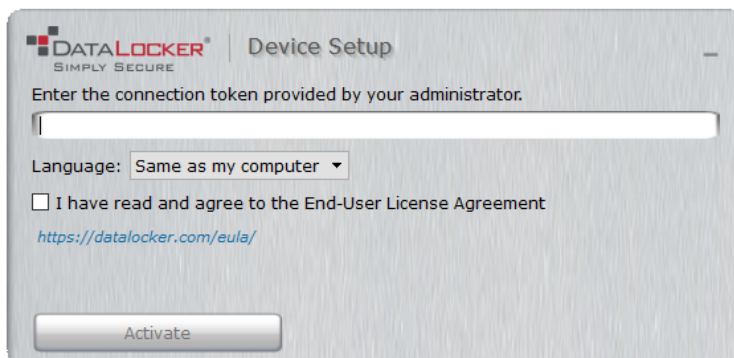 DATALOCKER®
SIMPLY SECURE
Device Setup
Enter the connection token provided by your administrator.
Language: Same as my computer
I have read and agree to the End-User License Agreement
https://datalocker.com/eula/
Activate